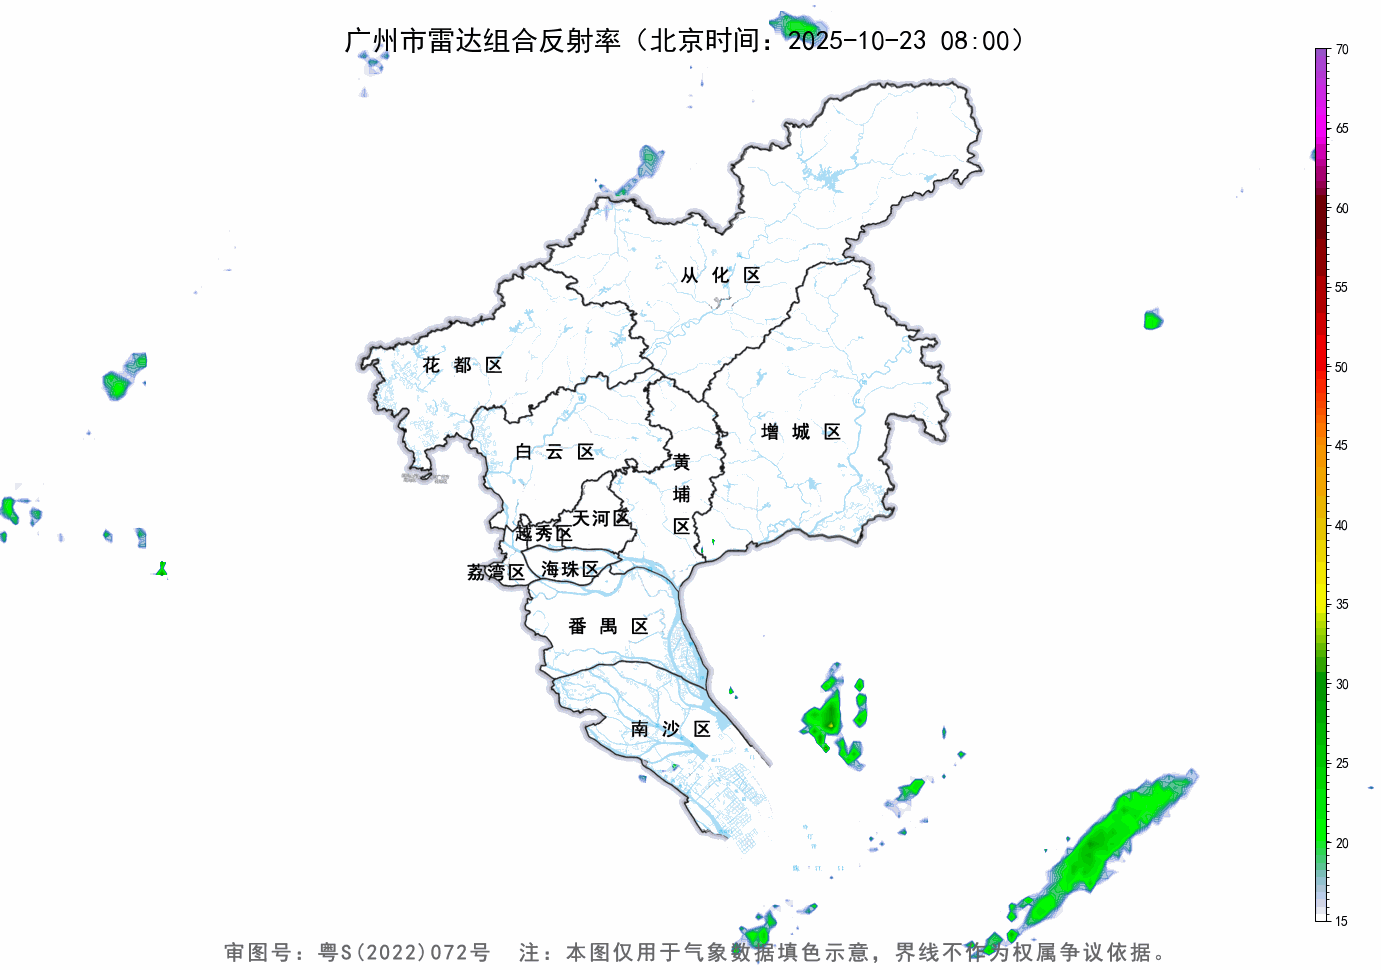 广州市雷达组合反射率（北京时间：2025-10-23 08:00）
70
65
60
55
50
45
40
35
30
25
20
15
从化区
花都区
增城区
白云区
黄埔区
天河区
越秀区
荔湾区
海珠区
番禺区
南沙区
审图号：粤S(2022)072号 注：本图仅用于气象数据填色示意，界线不作为权属争议依据。